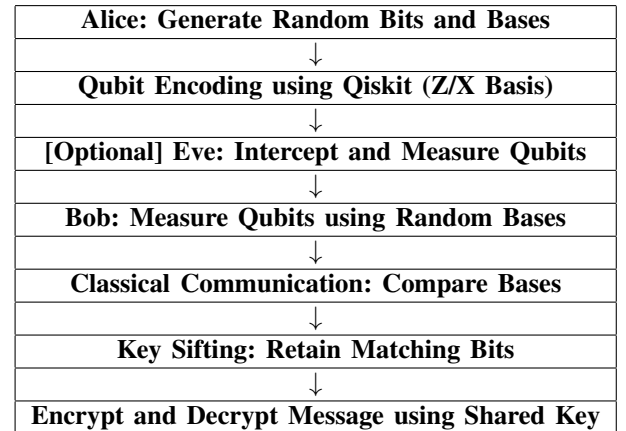 Alice: Generate Random Bits and Bases
↓
Qubit Encoding using Qiskit (Z/X Basis)
↓
[Optional] Eve: Intercept and Measure Qubits
↓
Bob: Measure Qubits using Random Bases
↓
Classical Communication: Compare Bases
↓
Key Sifting: Retain Matching Bits
↓
Encrypt and Decrypt Message using Shared Key